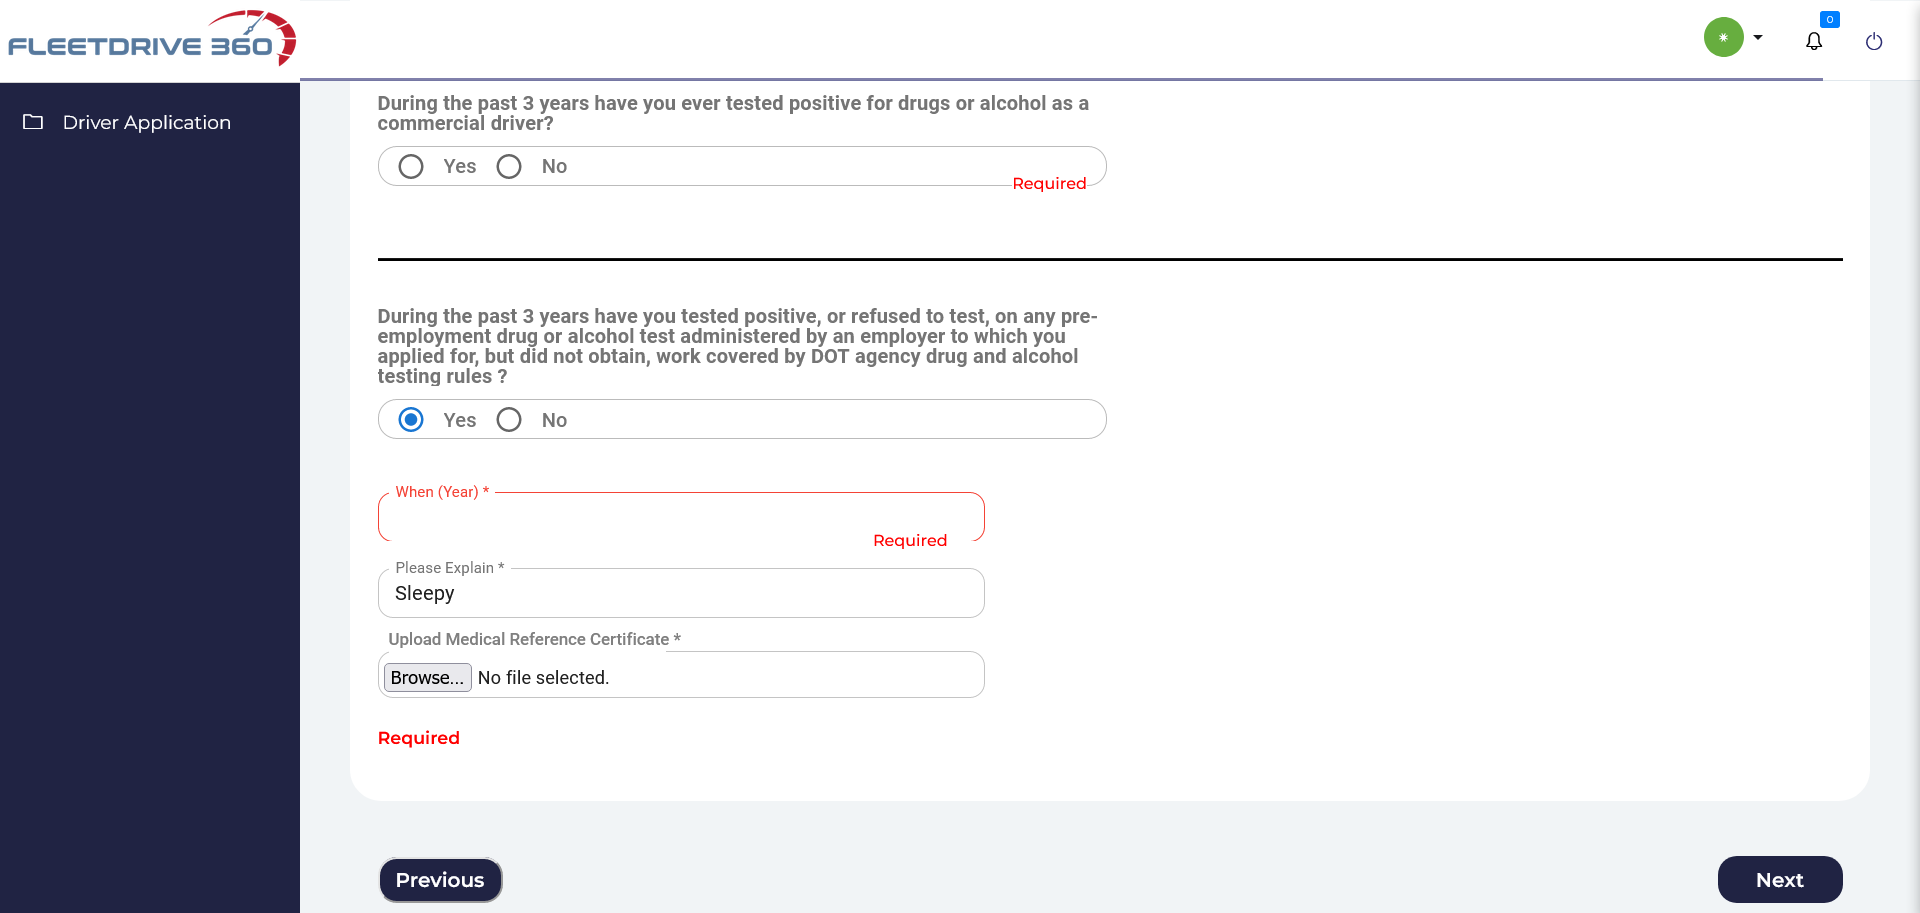 FLEETDRIVE 360
0
Driver Application
During the past 3 years have you ever tested positive for drugs or alcohol as a
commercial driver?
Yes No
Required
During the past 3 years have you tested positive, or refused to test, on any pre-
employment drug or alcohol test administered by an employer to which you
applied for, but did not obtain, work covered by DOT agency drug and alcohol
testing rules ?
Yes No
When (Year) *
Required
Please Explain *
Sleepy
Upload Medical Reference Certificate *
Browse... No file selected.
Required
Previous
Next